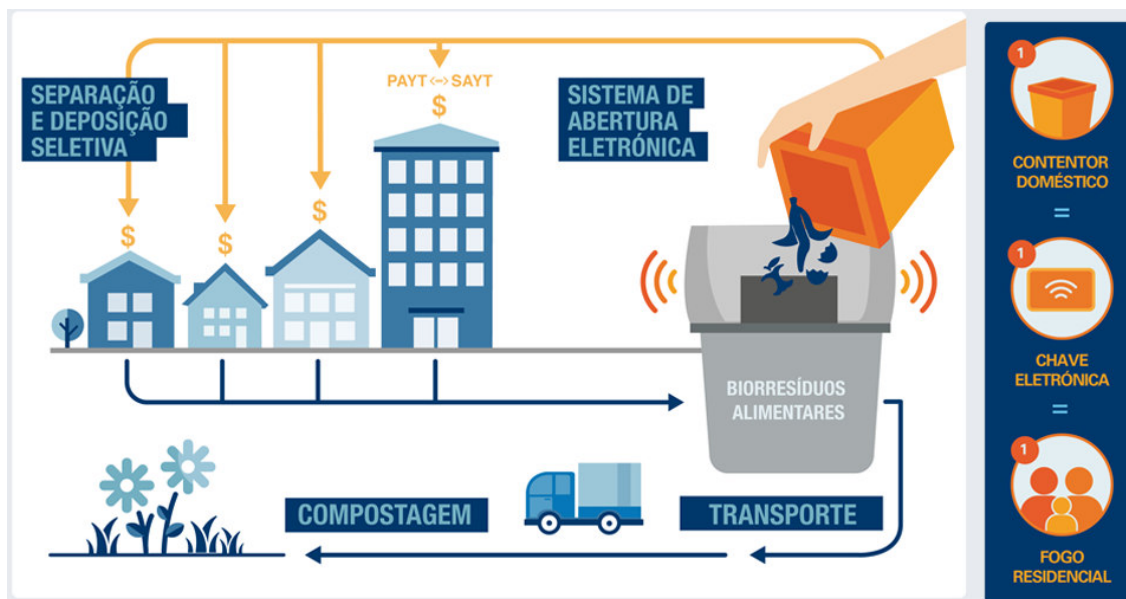 SEPARAÇÃO
E DEPOSIÇÃO
SELETIVA
PAYT <--> SAYT
$
$
$
$
SISTEMA DE
ABERTURA
ELETRÓNICA
BIORRESÍDUOS
ALIMENTARES
COMPOSTAGEM
TRANSPORTE
1
CONTENTOR
DOMÉSTICO
=
1
CHAVE
ELETRÓNICA
=
1
FOGO
RESIDENCIAL